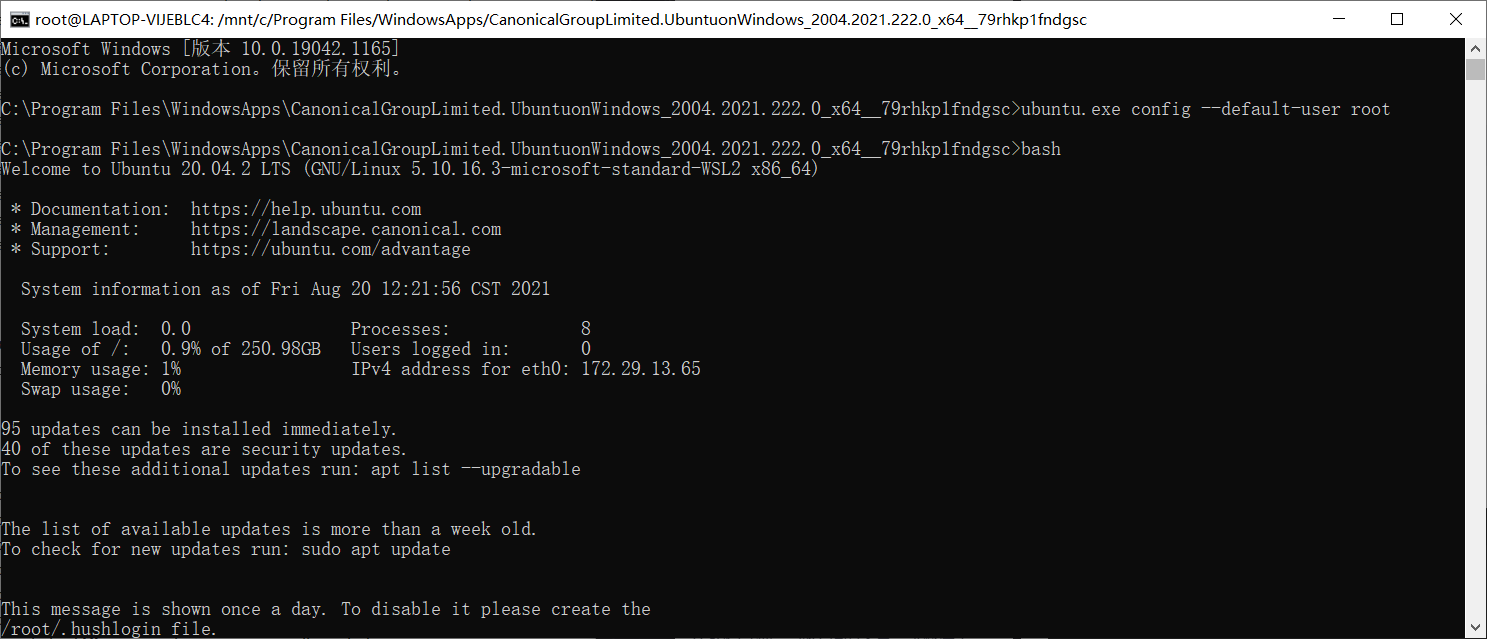 root@LAPTOP-VIJEBLC4: /mnt/c/Program Files/WindowsApps/CanonicalGroupLimited.UbuntuonWindows_2004.2021.222.0_x64__79rhkp1fndgsc
Microsoft Windows [版本 10.0.19042.1165]
(c) Microsoft Corporation。保留所有权利。
C:\Program Files\WindowsApps\CanonicalGroupLimited.UbuntuonWindows_2004.2021.222.0_x64__79rhkp1fndgsc>ubuntu.exe config --default-user root
C:\Program Files\WindowsApps\CanonicalGroupLimited.UbuntuonWindows_2004.2021.222.0_x64__79rhkp1fndgsc>bash
Welcome to Ubuntu 20.04.2 LTS (GNU/Linux 5.10.16.3-microsoft-standard-WSL2 x86_64)
* Documentation:  https://help.ubuntu.com
* Management:     https://landscape.canonical.com
* Support:        https://ubuntu.com/advantage
System information as of Fri Aug 20 12:21:56 CST 2021
System load:  0.0                Processes:             8
Usage of /:   0.9% of 250.98GB   Users logged in:       0
Memory usage: 1%                 IPv4 address for eth0: 172.29.13.65
Swap usage:   0%
95 updates can be installed immediately.
40 of these updates are security updates.
To see these additional updates run: apt list --upgradable
The list of available updates is more than a week old.
To check for new updates run: sudo apt update
This message is shown once a day. To disable it please create the
/root/.hushlogin file.